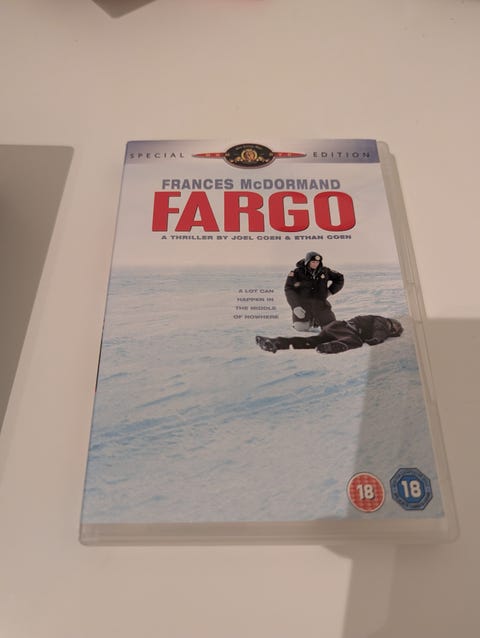 SPECIAL EDITION
FRANCES McDORMAND
FARGO
A THRILLER BY JOEL COEN & ETHAN COEN
A LOT CAN
HAPPEN IN
THE MIDDLE
OF NOWHERE
18 18